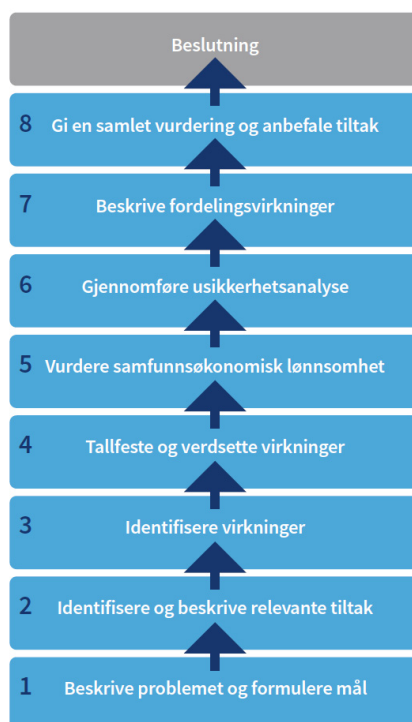 Beslutning
8 Gi en samlet vurdering og anbefale tiltak
7 Beskrive fordelingsvirkninger
6 Gjennomføre usikkerhetsanalyse
5 Vurdere samfunnsøkonomisk lønnsomhet
4 Tallfeste og verdsette virkninger
3 Identifisere virkninger
2 Identifisere og beskrive relevante tiltak
1 Beskrive problemet og formulere mål